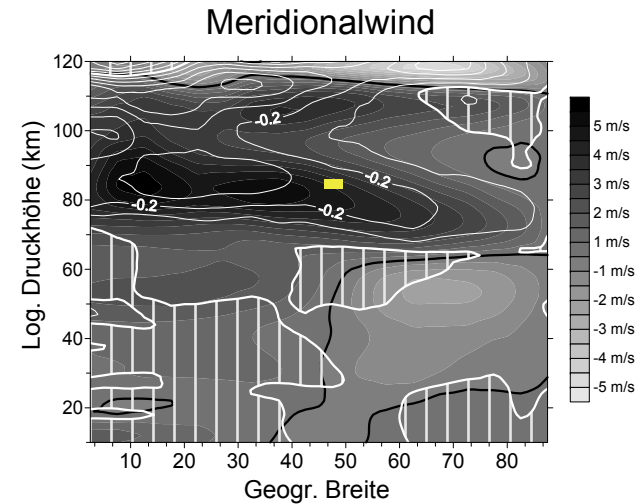 Meridionalwind
Log. Druckhöhe (km)
120
100
80
60
40
20
10 20 30 40 50 60 70 80
Geogr. Breite
-0.2
-0.2
-0.2
-0.2
5 m/s
4 m/s
3 m/s
2 m/s
1 m/s
-1 m/s
-2 m/s
-3 m/s
-4 m/s
-5 m/s